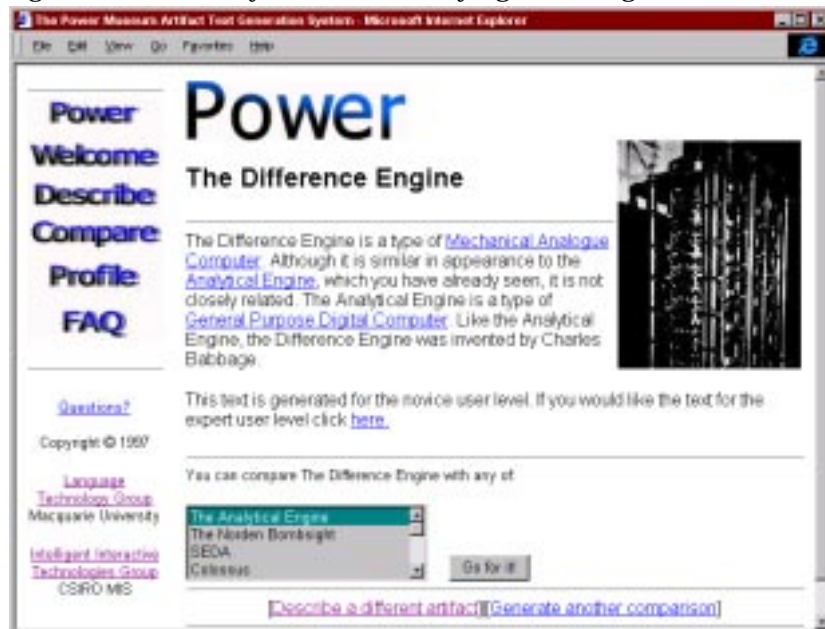 The Power Museum Artifact Text Generation System - Microsoft Internet Explorer
File Edit View Go Favorites Help
Power
Welcome
Describe
Compare
Profile
FAQ
Questions?
Copyright © 1997
Language
Technology Group
Macquarie University
Intelligent Interactive
Technologies Group
CSIRO MIS
Power
The Difference Engine
The Difference Engine is a type of Mechanical Analogue
Computer. Although it is similar in appearance to the
Analytical Engine, which you have already seen, it is not
closely related. The Analytical Engine is a type of
General Purpose Digital Computer. Like the Analytical
Engine, the Difference Engine was invented by Charles
Babbage.
This text is generated for the novice user level. If you would like the text for the
expert user level click here.
You can compare The Difference Engine with any of:
The Analytical Engine
The Norden Bombsight
SEDA
Colossus
Go for it!
[Describe a different artifact][Generate another comparison]